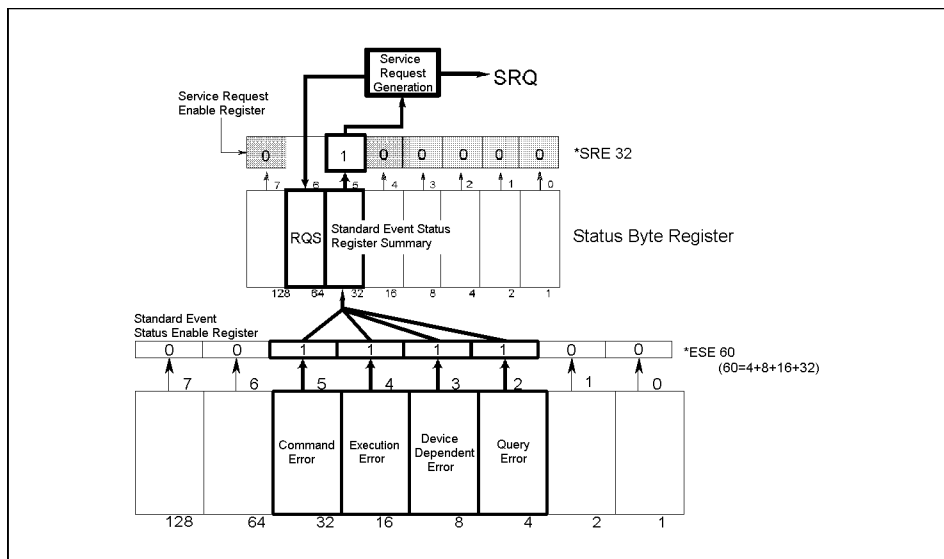 Service
Request
Generation
SRQ
Service Request
Enable Register
0 1 0 0 0 0 0
*SRE 32
7 6 5 4 3 2 1 0
RQS
Standard Event Status
Register Summary
Status Byte Register
128 64 32 16 8 4 2 1
Standard Event
Status Enable Register
0 0 1 1 1 1 0 0
*ESE 60
(60=4+8+16+32)
7 6 5 4 3 2 1 0
Command
Error
Execution
Error
Device
Dependent
Error
Query
Error
128 64 32 16 8 4 2 1